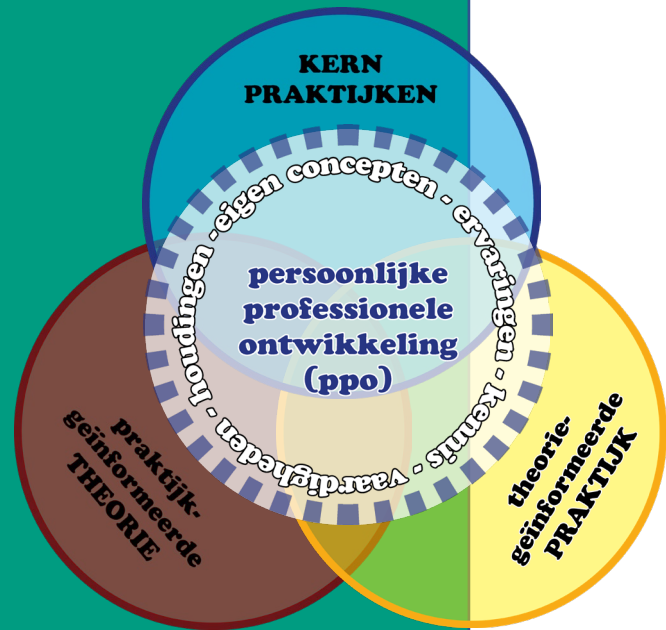 KERN
PRAKTIJKEN
eigen concepten - ervaringen - kennis - vaardigheden - houdingen -
persoonlijke
professionele
ontwikkeling
(ppo)
praktijk-
geïnformeerde
THEORIE
theorie-
geïnformeerde
PRAKTIJK